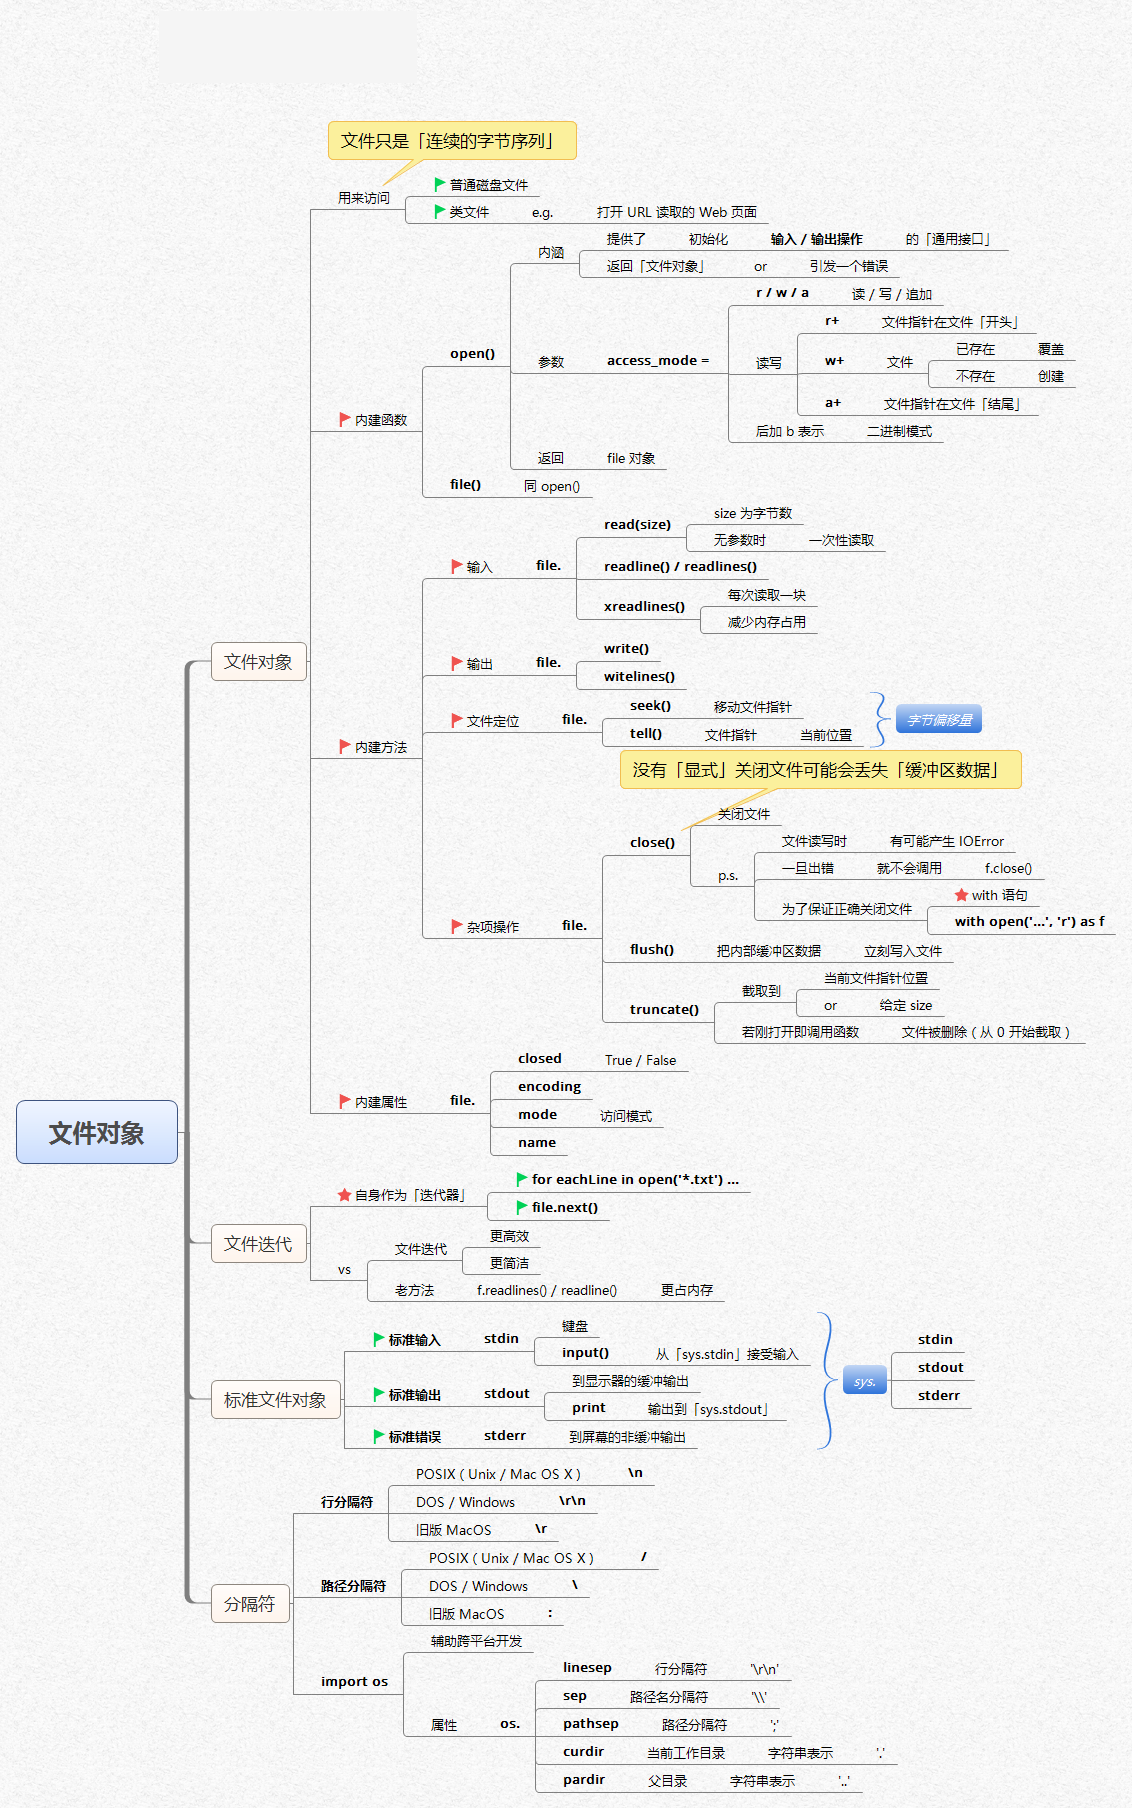 文件只是「连续的字节序列」
用来访问
普通磁盘文件
类文件 e.g. 打开 URL 读取的 Web 页面
内涵
提供了 初始化 输入 / 输出操作 的「通用接口」
返回「文件对象」 or 引发一个错误
open()
参数 access_mode =
r / w / a 读 / 写 / 追加
读写
r+ 文件指针在文件「开头」
w+ 文件
已存在 覆盖
不存在 创建
a+ 文件指针在文件「结尾」
后加 b 表示 二进制模式
内建函数
返回 file 对象
file() 同 open()
输入 file.
read(size)
size 为字节数
无参数时 一次性读取
readline() / readlines()
xreadlines()
每次读取一块
减少内存占用
文件对象
输出 file.
write()
witelines()
文件定位 file.
seek() 移动文件指针
tell() 文件指针 当前位置
字节偏移量
内建方法
没有「显式」关闭文件可能会丢失「缓冲区数据」
杂项操作 file.
close()
关闭文件
p.s.
文件读写时 有可能产生 IOError
一旦出错 就不会调用 f.close()
为了保证正确关闭文件
with 语句
with open('...', 'r') as f
flush() 把内部缓冲区数据 立刻写入文件
truncate()
截取到
当前文件指针位置
or 给定 size
若刚打开即调用函数 文件被删除 ( 从 0 开始截取 )
内建属性 file.
closed True / False
encoding
mode 访问模式
name
文件对象
文件迭代
自身作为「迭代器」
for eachLine in open('*.txt') ...
file.next()
vs
文件迭代
更高效
更简洁
老方法 f.readlines() / readline() 更占内存
标准文件对象
标准输入 stdin
键盘
input() 从「sys.stdin」接受输入
标准输出 stdout
到显示器的缓冲输出
print 输出到「sys.stdout」
标准错误 stderr 到屏幕的非缓冲输出
sys.
stdin
stdout
stderr
分隔符
行分隔符
POSIX ( Unix / Mac OS X ) \n
DOS / Windows \r\n
旧版 MacOS \r
路径分隔符
POSIX ( Unix / Mac OS X ) /
DOS / Windows \
旧版 MacOS :
import os
辅助跨平台开发
属性 os.
linesep 行分隔符 '\r\n'
sep 路径名分隔符 '\\'
pathsep 路径分隔符 ';'
curdir 当前工作目录 字符串表示 '.'
pardir 父目录 字符串表示 '..'